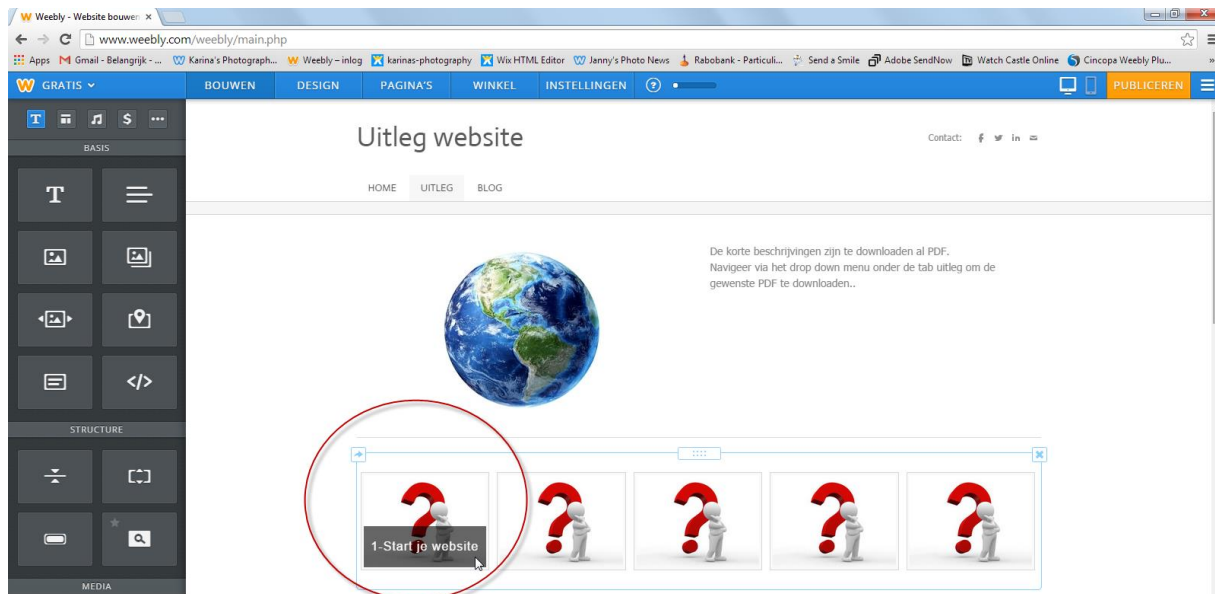 Weebly - Website bouwen
www.weebly.com/weebly/main.php
Apps Gmail - Belangrijk - ... Karina's Photograph... Weebly – inlog karinas-photography Wix HTML Editor Janny's Photo News Rabobank - Particuli... Send a Smile Adobe SendNow Watch Castle Online Cincopa Weebly Plu... »
GRATIS BOUWEN DESIGN PAGINA'S WINKEL INSTELLINGEN ? PUBLICEREN
T $ ...
BASIS
Uitleg website
Contact: f in
HOME UITLEG BLOG
T
De korte beschrijvingen zijn te downloaden al PDF.
Navigeer via het drop down menu onder de tab uitleg om de
gewenste PDF te downloaden..
</>
STRUCTURE
1-Start je website
MEDIA